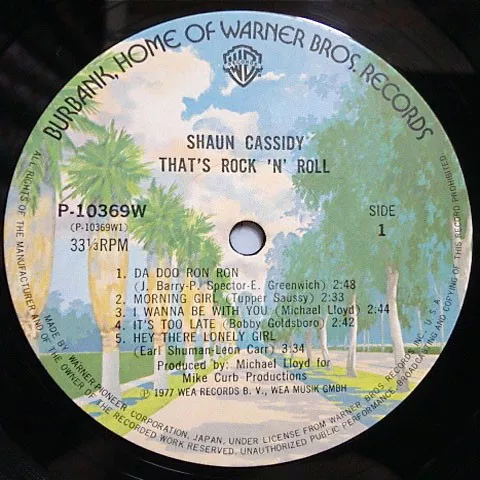 BURBANK, HOME OF WARNER BROS. RECORDS
SHAUN CASSIDY
THAT'S ROCK 'N' ROLL
P-10369W
(P-10369W1)
33⅓RPM
SIDE
1
1. DA DOO RON RON
(J. Barry-P. Spector-E. Greenwich) 2:48
2. MORNING GIRL (Tupper Saussy) 2:33
3. I WANNA BE WITH YOU (Michael Lloyd) 2:44
4. IT'S TOO LATE (Bobby Goldsboro) 2:42
5. HEY THERE LONELY GIRL
(Earl Shuman-Leon Carr) 3:34
Produced by: Michael Lloyd for
Mike Curb Productions
Ⓟ 1977 WEA RECORDS B. V., WEA MUSIK GMBH
MADE BY WARNER-PIONEER CORPORATION, JAPAN, UNDER LICENSE FROM WARNER BROS RECORDS INC., U.S.A.
ALL RIGHTS OF THE MANUFACTURER AND OF THE OWNER OF THE RECORDED WORK RESERVED. UNAUTHORIZED PUBLIC PERFORMANCE, BROADCASTING AND COPYING OF THIS RECORD PROHIBITED.